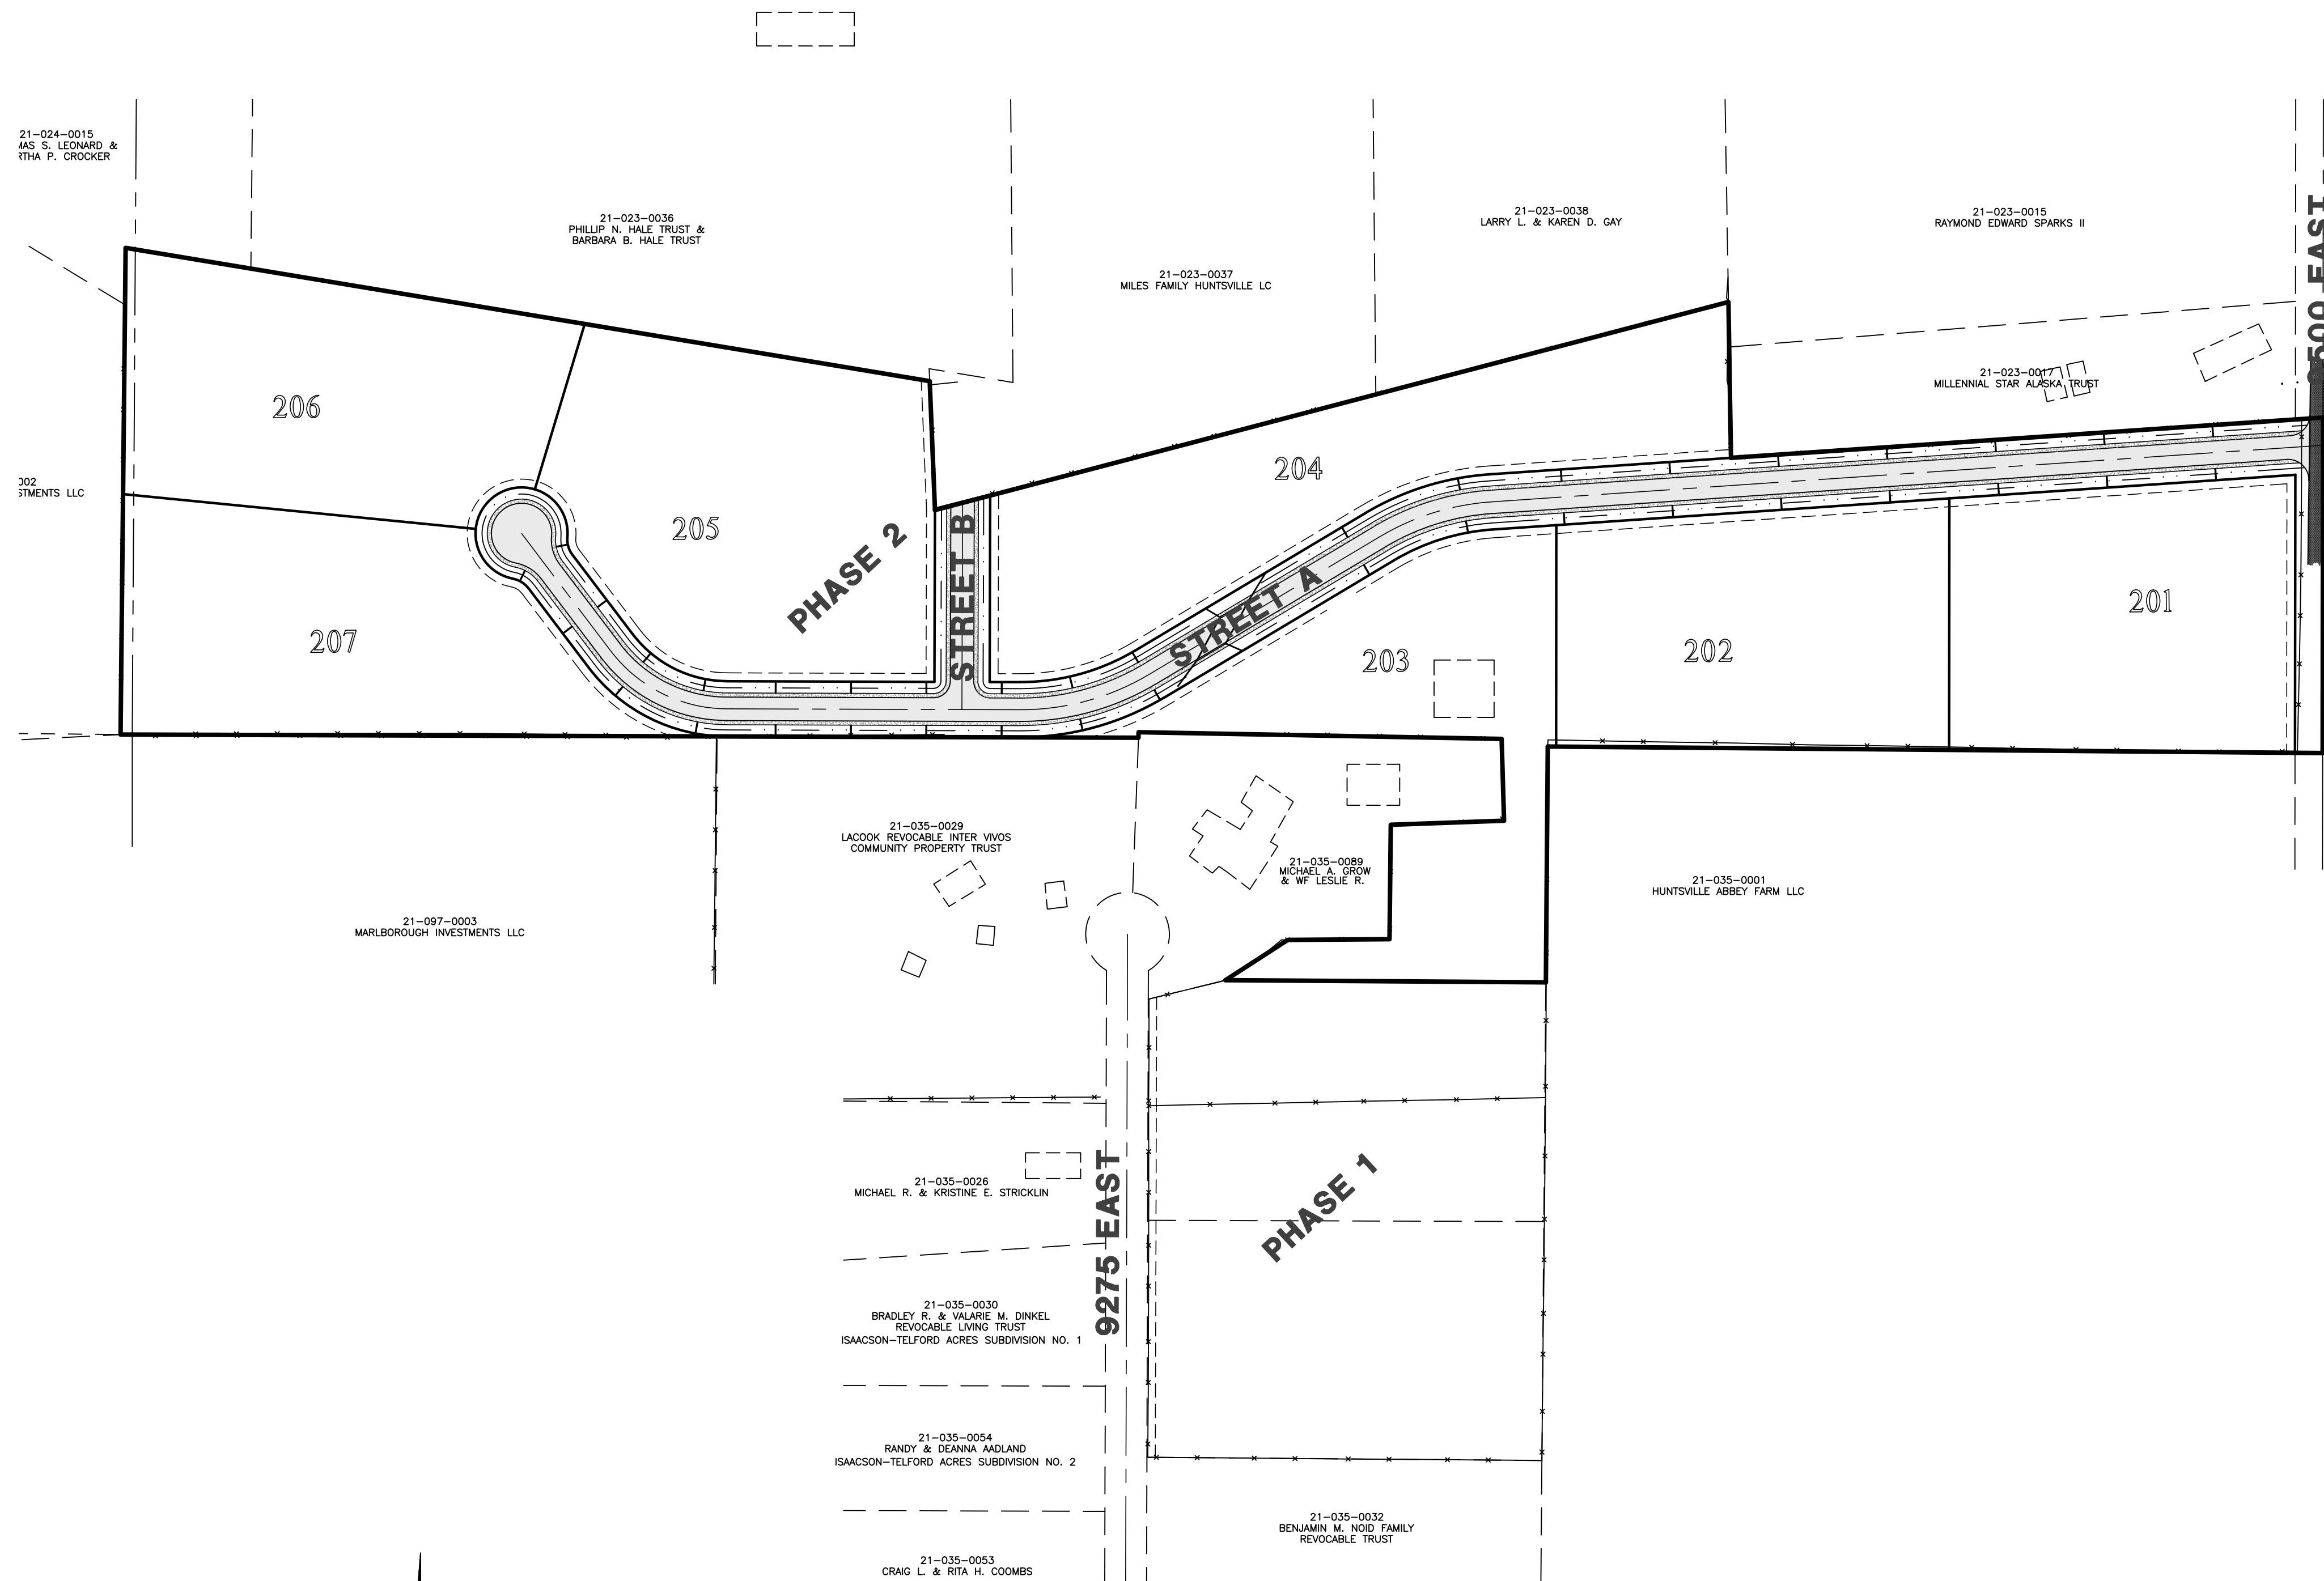 21-024-0015
MAS S. LEONARD &
RTHA P. CROCKER
21-023-0036
PHILLIP N. HALE TRUST &
BARBARA B. HALE TRUST
21-023-0037
MILES FAMILY HUNTSVILLE LC
21-023-0038
LARRY L. & KAREN D. GAY
21-023-0015
RAYMOND EDWARD SPARKS II
500 EAST
21-023-0017
MILLENNIAL STAR ALASKA TRUST
002
STMENTS LLC
206
205
204
207
203
202
201
PHASE 2
STREET B
STREET A
21-035-0029
LACOOK REVOCABLE INTER VIVOS
COMMUNITY PROPERTY TRUST
21-035-0089
MICHAEL A. GROW
& WF LESLIE R.
21-035-0001
HUNTSVILLE ABBEY FARM LLC
21-097-0003
MARLBOROUGH INVESTMENTS LLC
21-035-0026
MICHAEL R. & KRISTINE E. STRICKLIN
9275 EAST
PHASE 1
21-035-0030
BRADLEY R. & VALARIE M. DINKEL
REVOCABLE LIVING TRUST
ISAACSON-TELFORD ACRES SUBDIVISION NO. 1
21-035-0054
RANDY & DEANNA AADLAND
ISAACSON-TELFORD ACRES SUBDIVISION NO. 2
21-035-0032
BENJAMIN M. NOID FAMILY
REVOCABLE TRUST
21-035-0053
CRAIG L. & RITA H. COOMBS